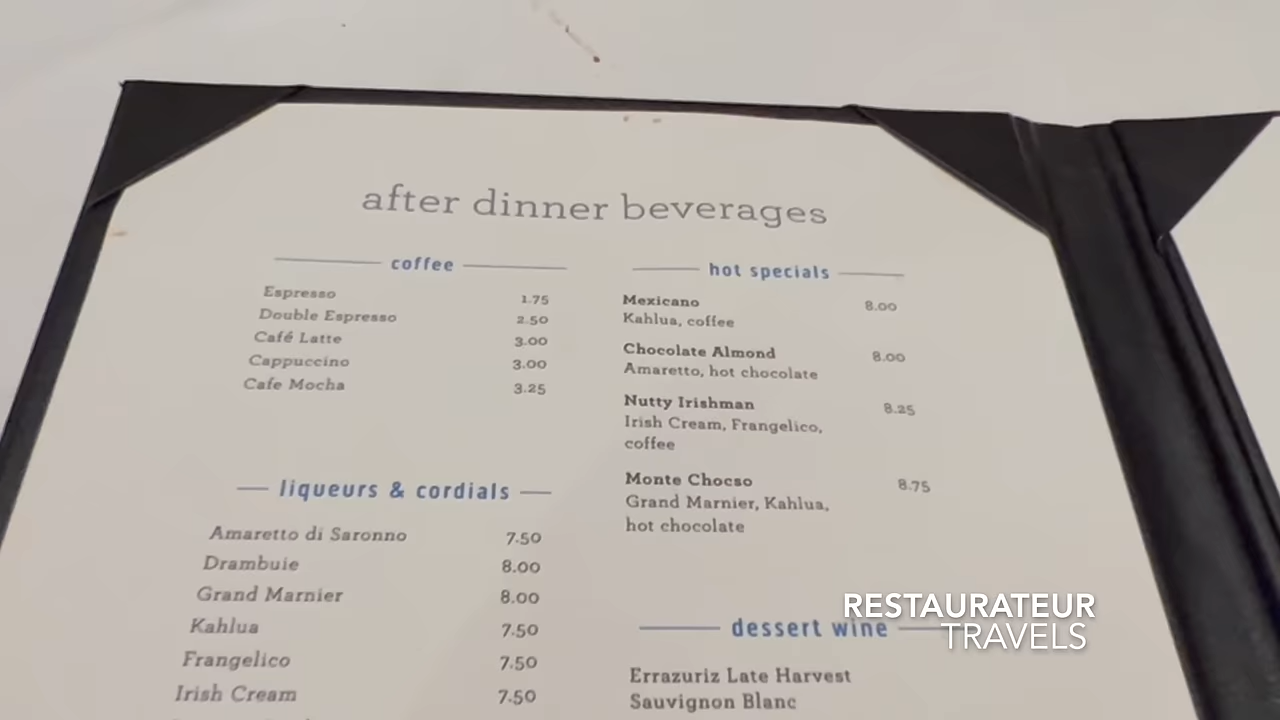 after dinner beverages
coffee
Espresso 1.75
Double Espresso 2.50
Café Latte 3.00
Cappuccino 3.00
Cafe Mocha 3.25
liqueurs & cordials
Amaretto di Saronno 7.50
Drambuie 8.00
Grand Marnier 8.00
Kahlua 7.50
Frangelico 7.50
Irish Cream 7.50
hot specials
Mexicano 8.00
Kahlua, coffee
Chocolate Almond 8.00
Amaretto, hot chocolate
Nutty Irishman 8.25
Irish Cream, Frangelico,
coffee
Monte Chocso 8.75
Grand Marnier, Kahlua,
hot chocolate
dessert wine
Errazuriz Late Harvest
Sauvignon Blanc
RESTAURATEUR
TRAVELS